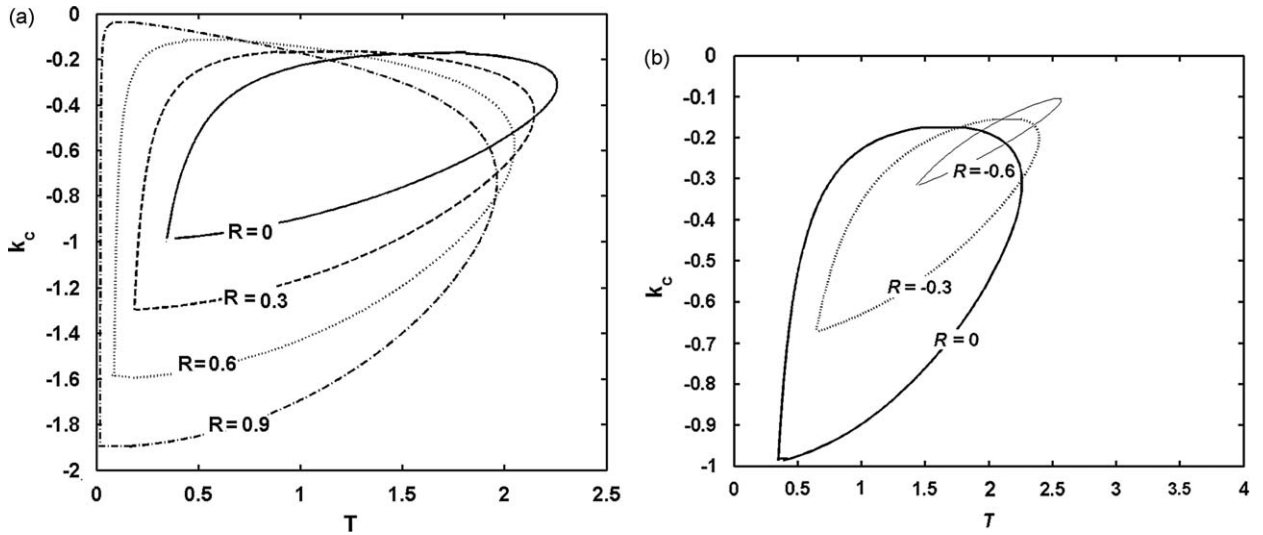 (a)
0
-0.2
-0.4
-0.6
-0.8
-1
-1.2
-1.4
-1.6
-1.8
-2
k_c
R = 0
R = 0.3
R = 0.6
R = 0.9
0 0.5 1 1.5 2 2.5
T
(b)
0
-0.1
-0.2
-0.3
-0.4
-0.5
-0.6
-0.7
-0.8
-0.9
-1
k_c
R = -0.6
R = -0.3
R = 0
0 0.5 1 1.5 2 2.5 3 3.5 4
T